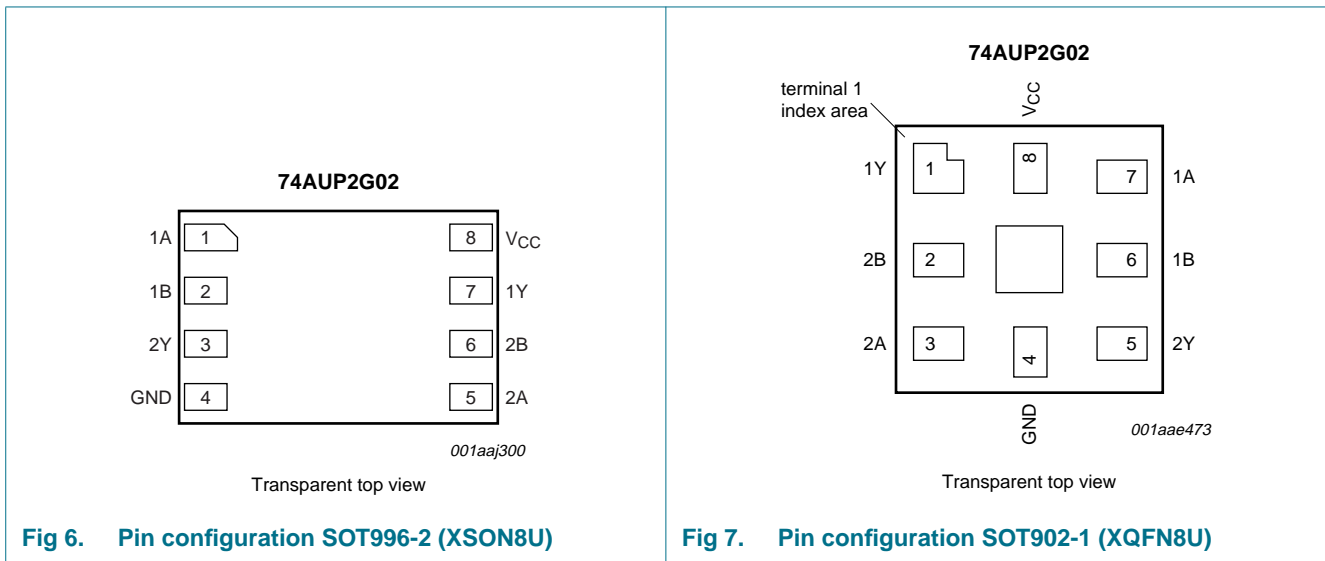 74AUP2G02
1A 1 8 VCC
1B 2 7 1Y
2Y 3 6 2B
GND 4 5 2A
001aaj300
Transparent top view
Fig 6. Pin configuration SOT996-2 (XSON8U)
74AUP2G02
terminal 1
index area
VCC
1Y 1 8 7 1A
2B 2 6 1B
2A 3 4 5 2Y
GND
001aae473
Transparent top view
Fig 7. Pin configuration SOT902-1 (XQFN8U)